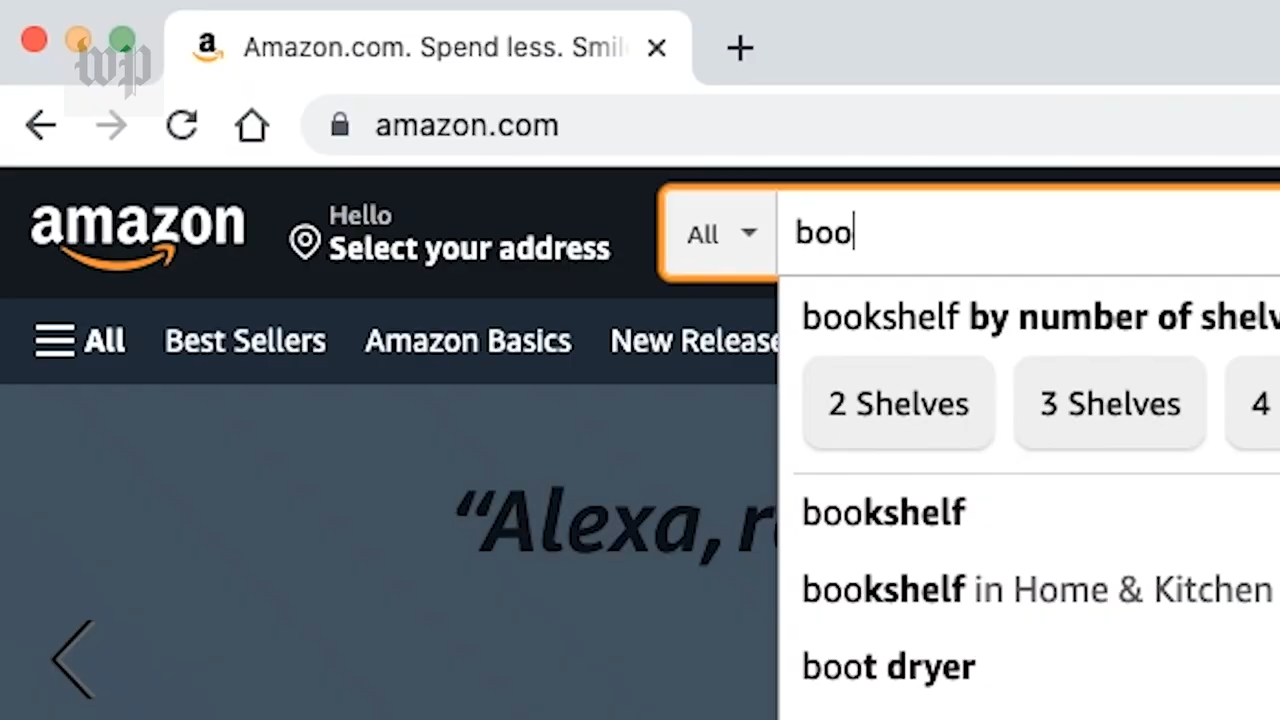 Amazon.com. Spend less. Smil
wp
amazon.com
amazon
Hello
Select your address
All
boo
All
Best Sellers
Amazon Basics
New Release
bookshelf by number of shelv
2 Shelves
3 Shelves
4
bookshelf
bookshelf in Home & Kitchen
boot dryer
"Alexa, r